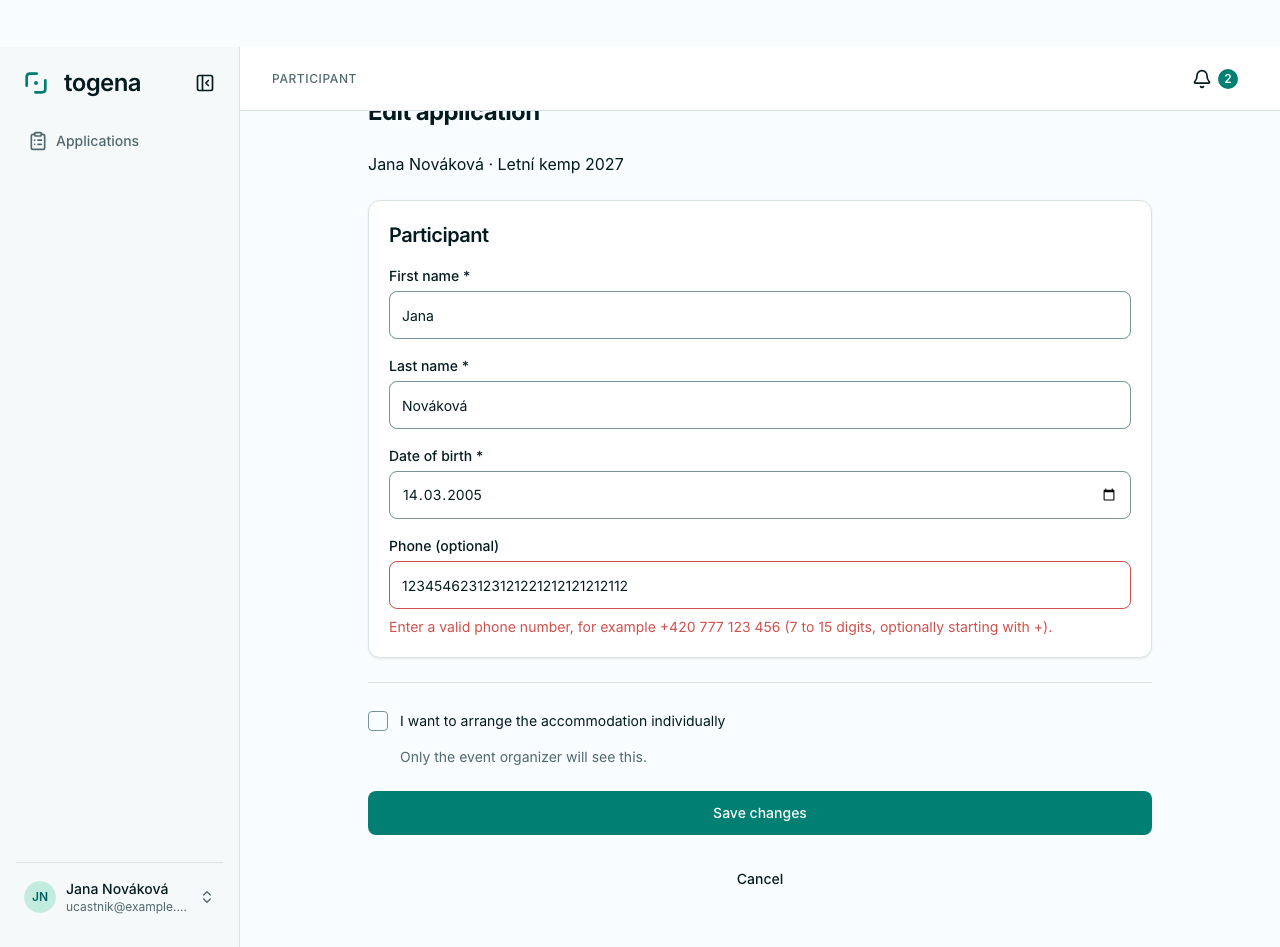 togena
PARTICIPANT
2
Applications
Edit application
Jana Nováková · Letní kemp 2027
Participant
First name *
Jana
Last name *
Nováková
Date of birth *
14.03.2005
Phone (optional)
1234546231231212212121212112
Enter a valid phone number, for example +420 777 123 456 (7 to 15 digits, optionally starting with +).
I want to arrange the accommodation individually
Only the event organizer will see this.
Save changes
Cancel
JN
Jana Nováková
ucastnik@example....